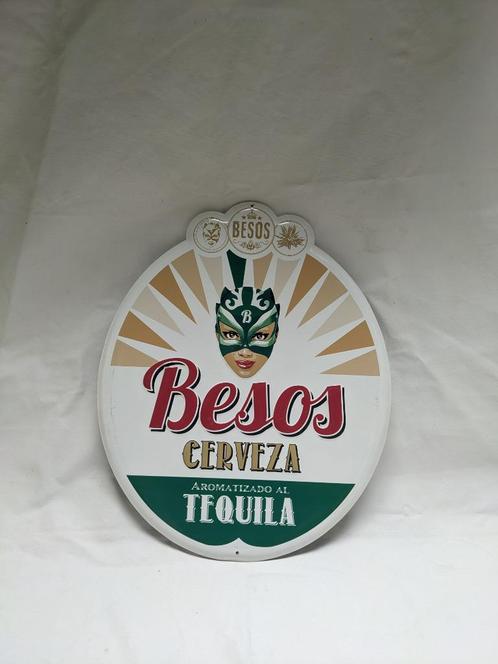 BESOS
B
Besos
CERVEZA
AROMATIZADO AL
TEQUILA